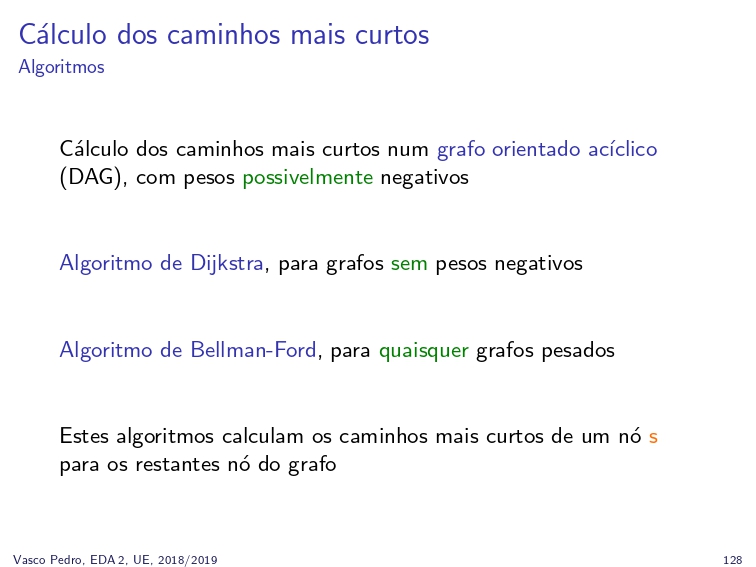 Cálculo dos caminhos mais curtos
Algoritmos
Cálculo dos caminhos mais curtos num grafo orientado acíclico
(DAG), com pesos possivelmente negativos
Algoritmo de Dijkstra, para grafos sem pesos negativos
Algoritmo de Bellman-Ford, para quaisquer grafos pesados
Estes algoritmos calculam os caminhos mais curtos de um nó s
para os restantes nó do grafo
Vasco Pedro, EDA 2, UE, 2018/2019
128